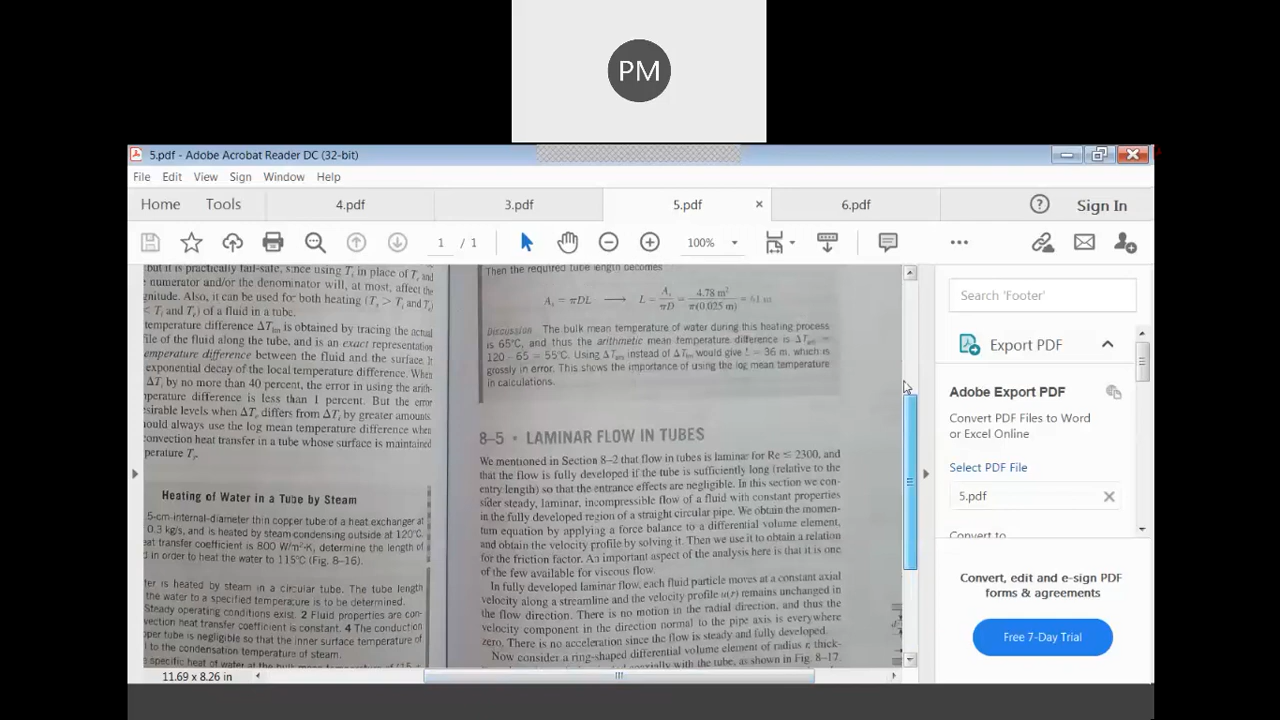 PM
5.pdf - Adobe Acrobat Reader DC (32-bit)
File Edit View Sign Window Help
Home Tools 4.pdf 3.pdf 5.pdf × 6.pdf Sign In
1 / 1 100%
but it is practically fail-safe, since using Ti in place of Te and
numerator and/or the denominator will, at most, affect the
gnitude. Also, it can be used for both heating (Ts > Ti and Te)
< Ti and Te) of a fluid in a tube.
temperature difference ΔTlm is obtained by tracing the actual
file of the fluid along the tube, and is an exact representation
emperature difference between the fluid and the surface. It
exponential decay of the local temperature difference. When
ΔTi by no more than 40 percent, the error in using the arith-
perature difference is less than 1 percent. But the error
sirable levels when ΔTe differs from ΔTi by greater amounts.
ould always use the log mean temperature difference when
convection heat transfer in a tube whose surface is maintained
perature Ts.
Heating of Water in a Tube by Steam
5-cm-internal-diameter thin copper tube of a heat exchanger at
0.3 kg/s, and is heated by steam condensing outside at 120°C.
eat transfer coefficient is 800 W/m²·K, determine the length of
d in order to heat the water to 115°C (Fig. 8–16).
ter is heated by steam in a circular tube. The tube length
the water to a specified temperature is to be determined.
Steady operating conditions exist. 2 Fluid properties are con-
vection heat transfer coefficient is constant. 4 The conduction
pper tube is negligible so that the inner surface temperature of
l to the condensation temperature of steam.
specific heat of water at the bulk mean temperature of (15 +
Then the required tube length becomes
As = πDL ⟶ L = As/πD = 4.78 m²/π(0.025 m) = 61 m
Discussion The bulk mean temperature of water during this heating process
is 65°C, and thus the arithmetic mean temperature difference is ΔTam =
120 − 65 = 55°C. Using ΔTam instead of ΔTlm would give L = 36 m, which is
grossly in error. This shows the importance of using the log mean temperature
in calculations.
8–5 ▪ LAMINAR FLOW IN TUBES
We mentioned in Section 8–2 that flow in tubes is laminar for Re ≤ 2300, and
that the flow is fully developed if the tube is sufficiently long (relative to the
entry length) so that the entrance effects are negligible. In this section we con-
sider steady, laminar, incompressible flow of a fluid with constant properties
in the fully developed region of a straight circular pipe. We obtain the momen-
tum equation by applying a force balance to a differential volume element,
and obtain the velocity profile by solving it. Then we use it to obtain a relation
for the friction factor. An important aspect of the analysis here is that it is one
of the few available for viscous flow.
In fully developed laminar flow, each fluid particle moves at a constant axial
velocity along a streamline and the velocity profile u(r) remains unchanged in
the flow direction. There is no motion in the radial direction, and thus the
velocity component in the direction normal to the pipe axis is everywhere
zero. There is no acceleration since the flow is steady and fully developed.
Now consider a ring-shaped differential volume element of radius r, thick-
coaxially with the tube, as shown in Fig. 8–17.
11.69 x 8.26 in
Search 'Footer'
Export PDF
Adobe Export PDF
Convert PDF Files to Word
or Excel Online
Select PDF File
5.pdf ×
Convert to
Convert, edit and e-sign PDF
forms & agreements
Free 7-Day Trial